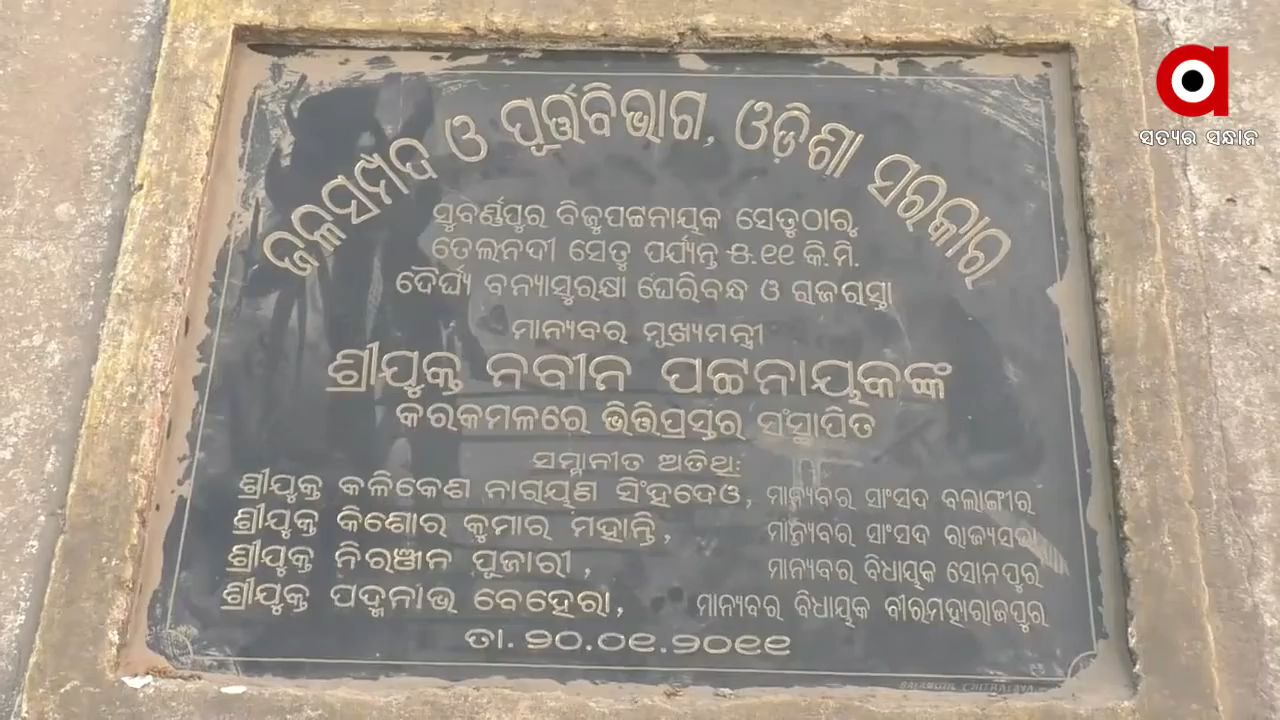 ଜଳସମ୍ପଦ ଓ ପୂର୍ତ୍ତବିଭାଗ, ଓଡ଼ିଶା ସରକାର
ସୁବର୍ଣ୍ଣପୁର ବିଜୁପଟ୍ଟନାୟକ ସେତୁଠାରୁ
ତେଲନଦୀ ସେତୁ ପର୍ଯ୍ୟନ୍ତ ୫.୧୧ କି.ମି.
ଦୈର୍ଘ୍ୟ ବନ୍ୟାସୁରକ୍ଷା ଘେରିବନ୍ଧ ଓ ରାଜରାସ୍ତା
ମାନ୍ୟବର ମୁଖ୍ୟମନ୍ତ୍ରୀ
ଶ୍ରୀଯୁକ୍ତ ନବୀନ ପଟ୍ଟନାୟକଙ୍କ
କରକମଳରେ ଭିତ୍ତିପ୍ରସ୍ତର ସଂସ୍ଥାପିତ
ସମ୍ମାନୀତ ଅତିଥି:
ଶ୍ରୀଯୁକ୍ତ କଳିକେଶ ନାରାୟଣ ସିଂହଦେଓ, ମାନ୍ୟବର ସାଂସଦ ବଲାଙ୍ଗୀର
ଶ୍ରୀଯୁକ୍ତ କିଶୋର କୁମାର ମହାନ୍ତି, ମାନ୍ୟବର ସାଂସଦ ରାଜ୍ୟସଭା
ଶ୍ରୀଯୁକ୍ତ ନିରଞ୍ଜନ ପୂଜାରୀ, ମାନ୍ୟବର ବିଧାୟକ ସୋନପୁର
ଶ୍ରୀଯୁକ୍ତ ପଦ୍ମନାଭ ବେହେରା, ମାନ୍ୟବର ବିଧାୟକ ବୀରମହାରାଜପୁର
ତା. ୨୦.୦୧.୨୦୧୧
a
ସତ୍ୟର ସନ୍ଧାନ